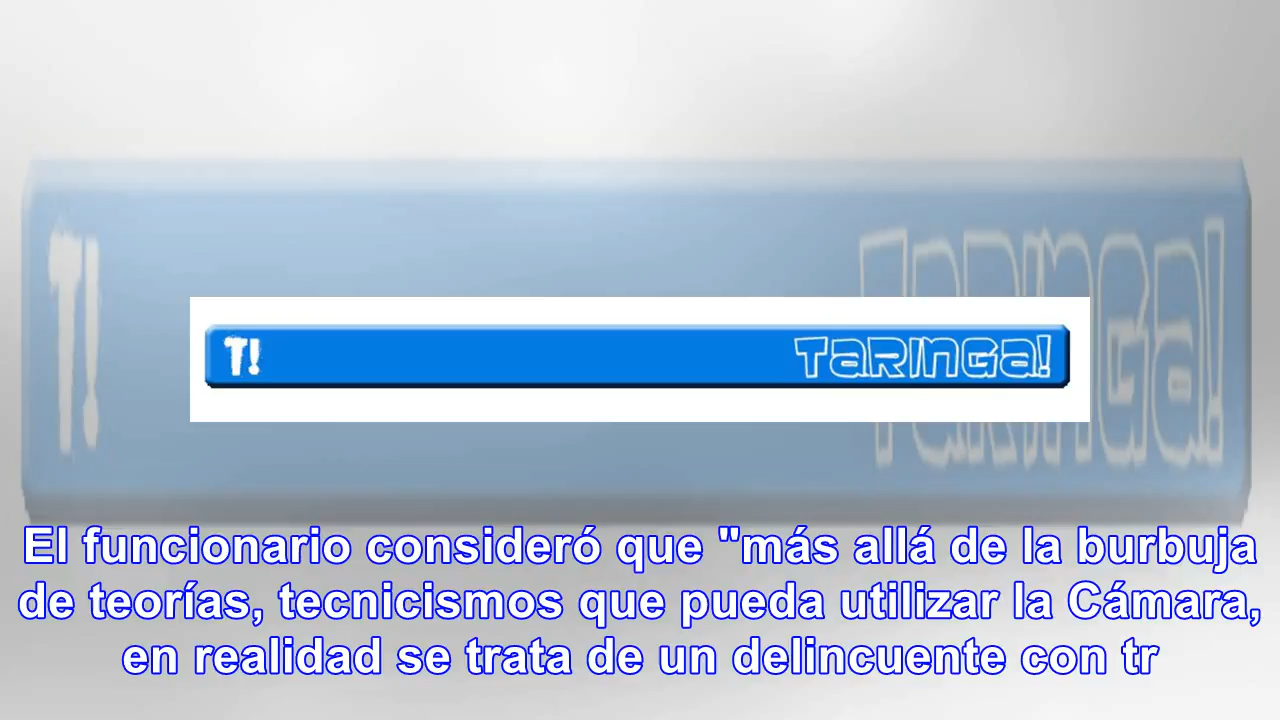 T! TaRINGa!
T! TaRINGa!
El funcionario consideró que "más allá de la burbuja
de teorías, tecnicismos que pueda utilizar la Cámara,
en realidad se trata de un delincuente con tr